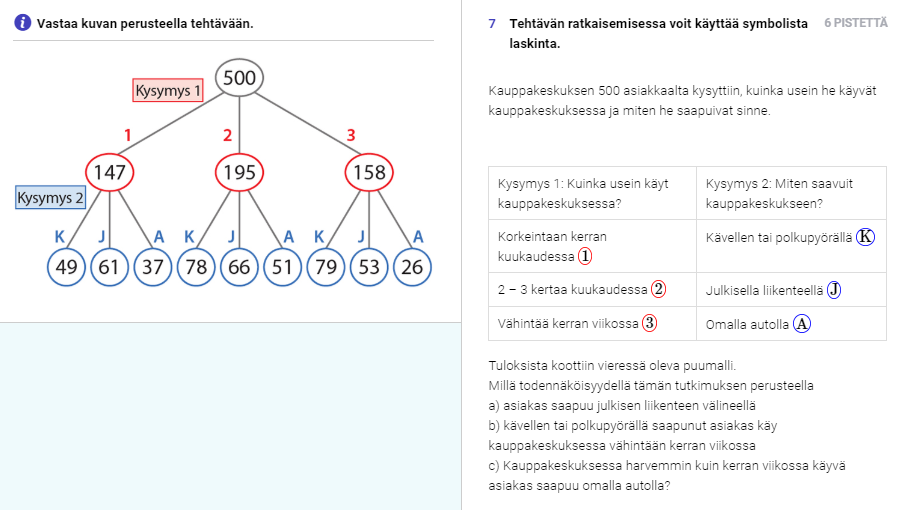 i Vastaa kuvan perusteella tehtävään.
500
Kysymys 1
1 2 3
147 195 158
Kysymys 2
K J A K J A K J A
49 61 37 78 66 51 79 53 26
7 Tehtävän ratkaisemisessa voit käyttää symbolista 6 PISTETTÄ
laskinta.
Kauppakeskuksen 500 asiakkaalta kysyttiin, kuinka usein he käyvät
kauppakeskuksessa ja miten he saapuivat sinne.
Kysymys 1: Kuinka usein käyt
kauppakeskuksessa?
Kysymys 2: Miten saavuit
kauppakeskukseen?
Korkeintaan kerran
kuukaudessa 1
Kävellen tai polkupyörällä K
2 – 3 kertaa kuukaudessa 2
Julkisella liikenteellä J
Vähintää kerran viikossa 3
Omalla autolla A
Tuloksista koottiin vieressä oleva puumalli.
Millä todennäköisyydellä tämän tutkimuksen perusteella
a) asiakas saapuu julkisen liikenteen välineellä
b) kävellen tai polkupyörällä saapunut asiakas käy
kauppakeskuksessa vähintään kerran viikossa
c) Kauppakeskuksessa harvemmin kuin kerran viikossa käyvä
asiakas saapuu omalla autolla?